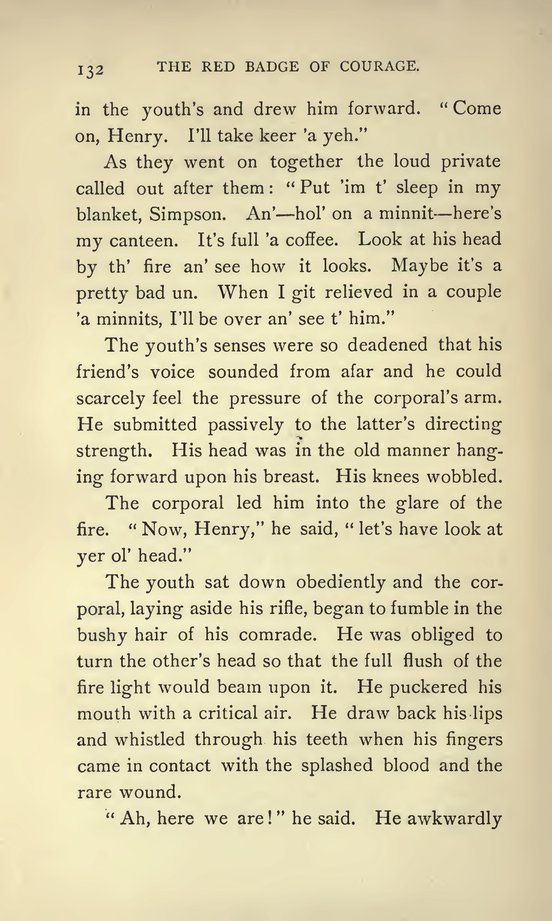 132 THE RED BADGE OF COURAGE.
in the youth's and drew him forward. "Come
on, Henry. I'll take keer 'a yeh."
As they went on together the loud private
called out after them: "Put 'im t' sleep in my
blanket, Simpson. An'—hol' on a minnit—here's
my canteen. It's full 'a coffee. Look at his head
by th' fire an' see how it looks. Maybe it's a
pretty bad un. When I git relieved in a couple
'a minnits, I'll be over an' see t' him."
The youth's senses were so deadened that his
friend's voice sounded from afar and he could
scarcely feel the pressure of the corporal's arm.
He submitted passively to the latter's directing
strength. His head was in the old manner hang-
ing forward upon his breast. His knees wobbled.
The corporal led him into the glare of the
fire. "Now, Henry," he said, "let's have look at
yer ol' head."
The youth sat down obediently and the cor-
poral, laying aside his rifle, began to fumble in the
bushy hair of his comrade. He was obliged to
turn the other's head so that the full flush of the
fire light would beam upon it. He puckered his
mouth with a critical air. He draw back his lips
and whistled through his teeth when his fingers
came in contact with the splashed blood and the
rare wound.
"Ah, here we are!" he said. He awkwardly